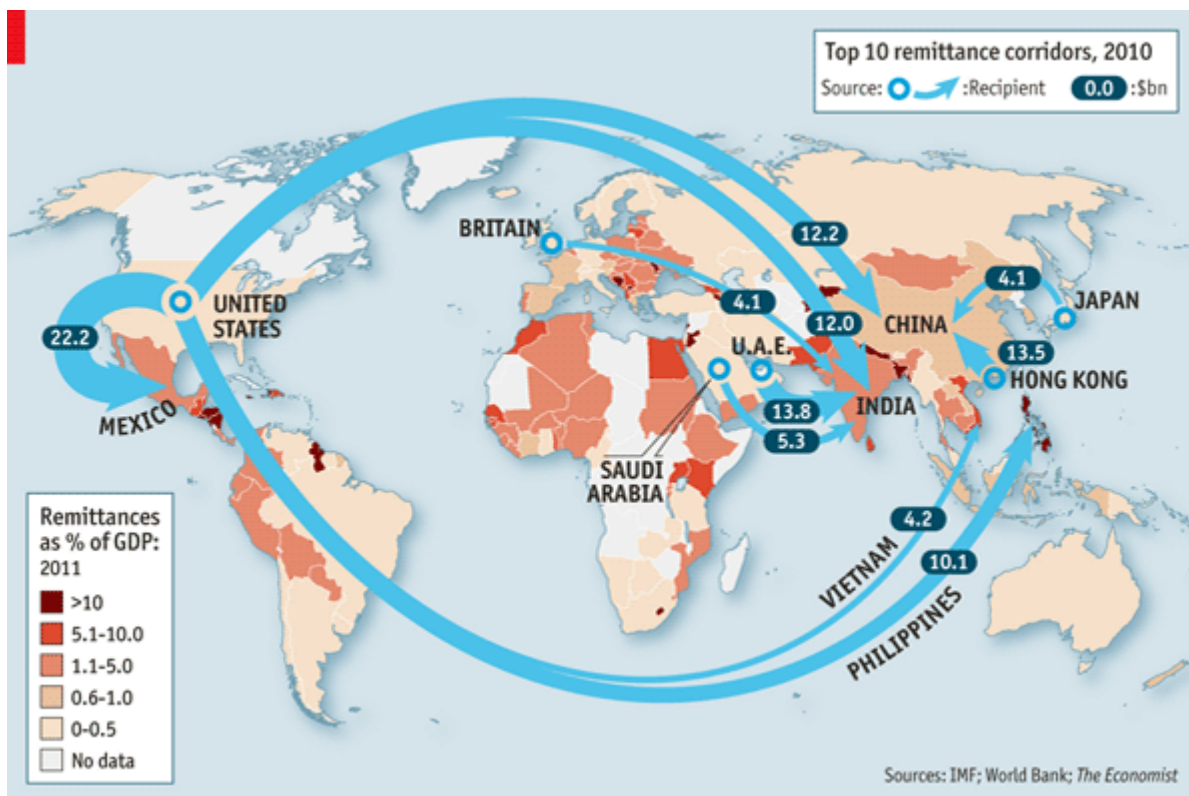 Top 10 remittance corridors, 2010
Source: :Recipient 0.0 :$bn
BRITAIN
12.2
UNITED
STATES
4.1
4.1
JAPAN
22.2
12.0
CHINA
U.A.E.
13.5
HONG KONG
MEXICO
13.8
INDIA
5.3
SAUDI
ARABIA
4.2
VIETNAM
10.1
PHILIPPINES
Remittances
as % of GDP:
2011
>10
5.1-10.0
1.1-5.0
0.6-1.0
0-0.5
No data
Sources: IMF; World Bank; The Economist